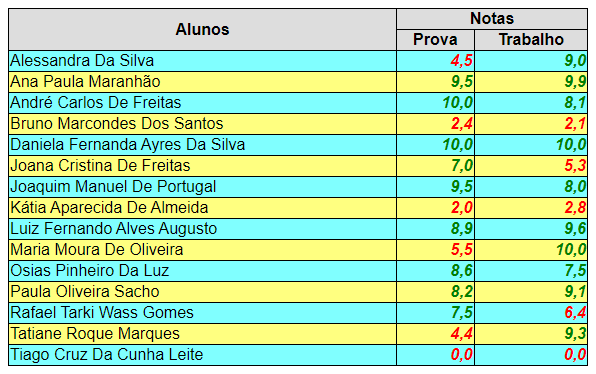 Alunos Notas
Prova Trabalho
Alessandra Da Silva 4,5 9,0
Ana Paula Maranhão 9,5 9,9
André Carlos De Freitas 10,0 8,1
Bruno Marcondes Dos Santos 2,4 2,1
Daniela Fernanda Ayres Da Silva 10,0 10,0
Joana Cristina De Freitas 7,0 5,3
Joaquim Manuel De Portugal 9,5 8,0
Kátia Aparecida De Almeida 2,0 2,8
Luiz Fernando Alves Augusto 8,9 9,6
Maria Moura De Oliveira 5,5 10,0
Osias Pinheiro Da Luz 8,6 7,5
Paula Oliveira Sacho 8,2 9,1
Rafael Tarki Wass Gomes 7,5 6,4
Tatiane Roque Marques 4,4 9,3
Tiago Cruz Da Cunha Leite 0,0 0,0